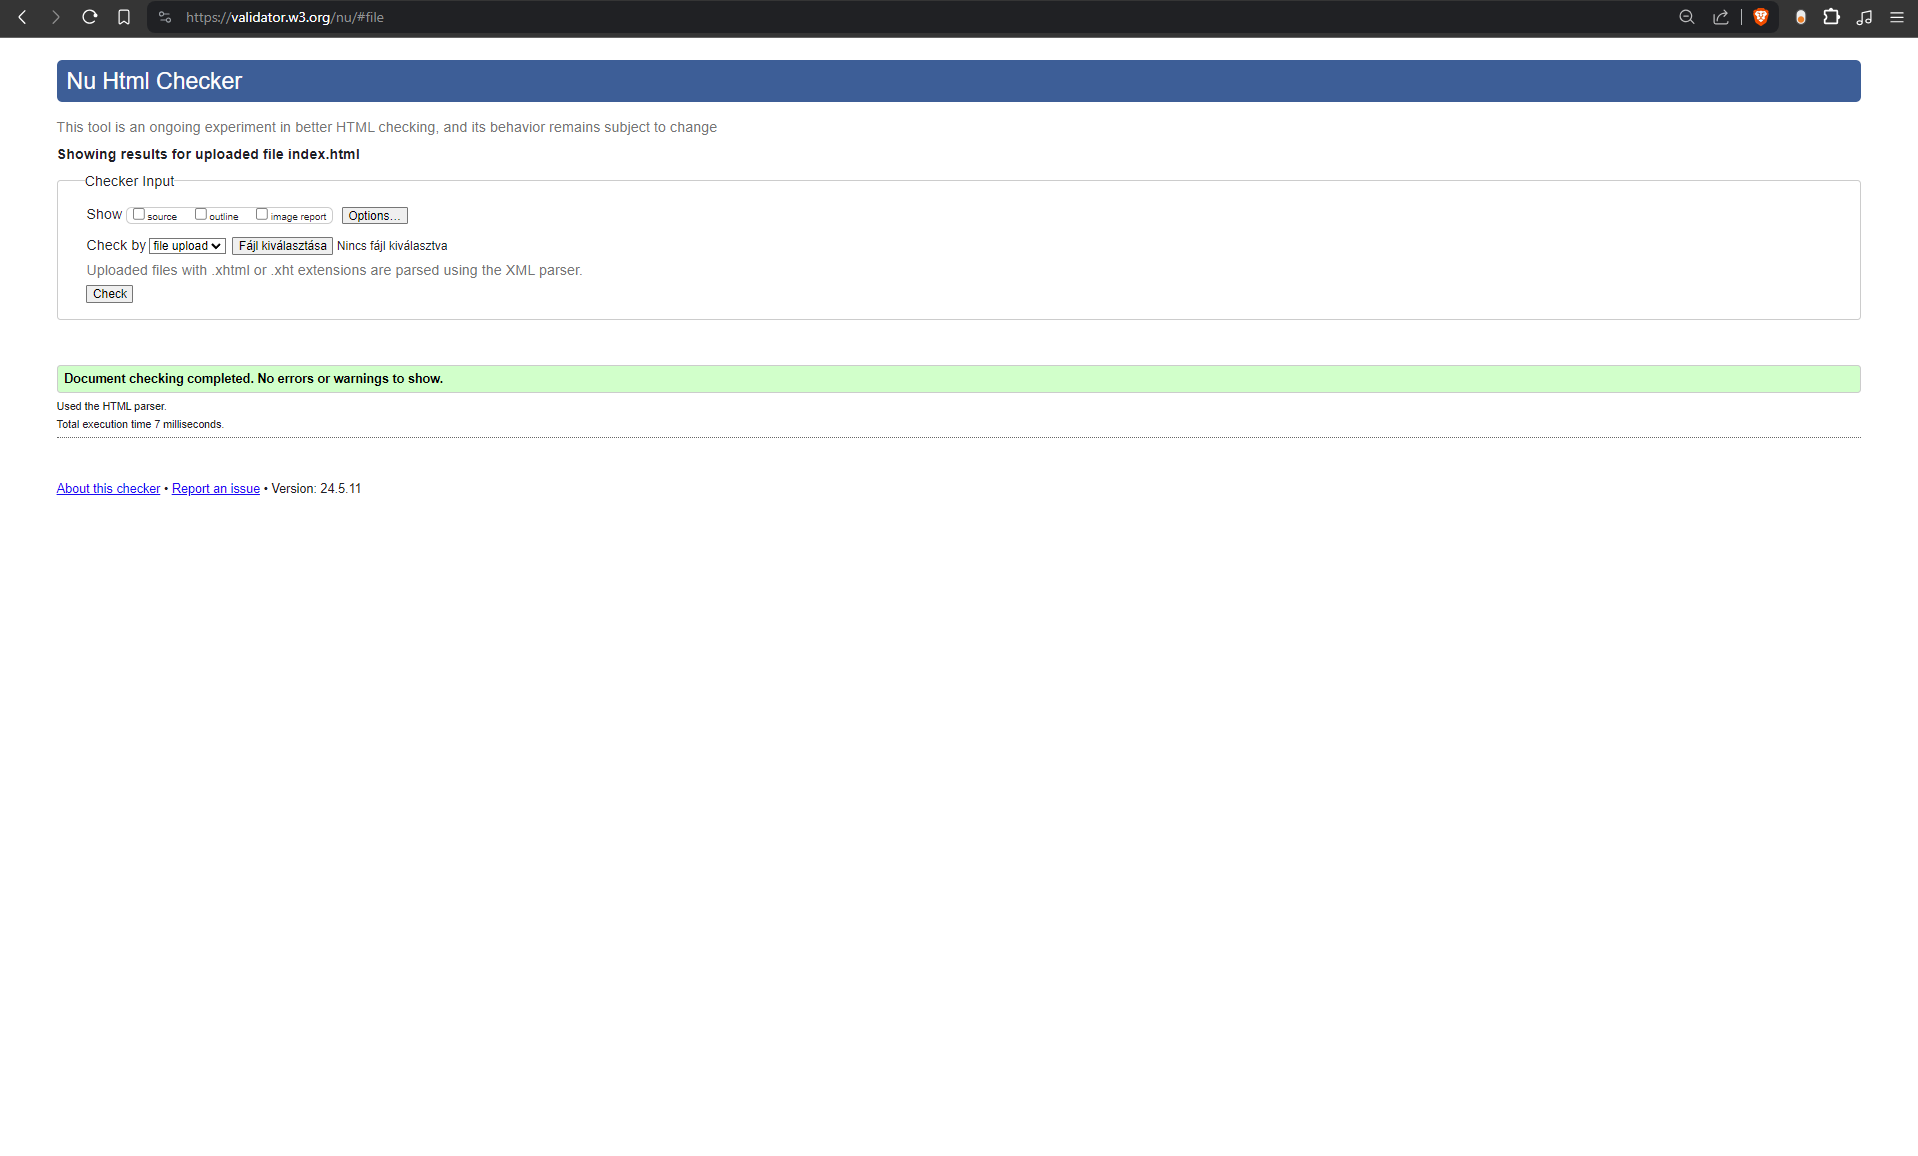 https://validator.w3.org/nu/#file
Nu Html Checker
This tool is an ongoing experiment in better HTML checking, and its behavior remains subject to change
Showing results for uploaded file index.html
Checker Input
Show source outline image report Options...
Check by file upload Fájl kiválasztása Nincs fájl kiválasztva
Uploaded files with .xhtml or .xht extensions are parsed using the XML parser.
Check
Document checking completed. No errors or warnings to show.
Used the HTML parser.
Total execution time 7 milliseconds.
About this checker • Report an issue • Version: 24.5.11